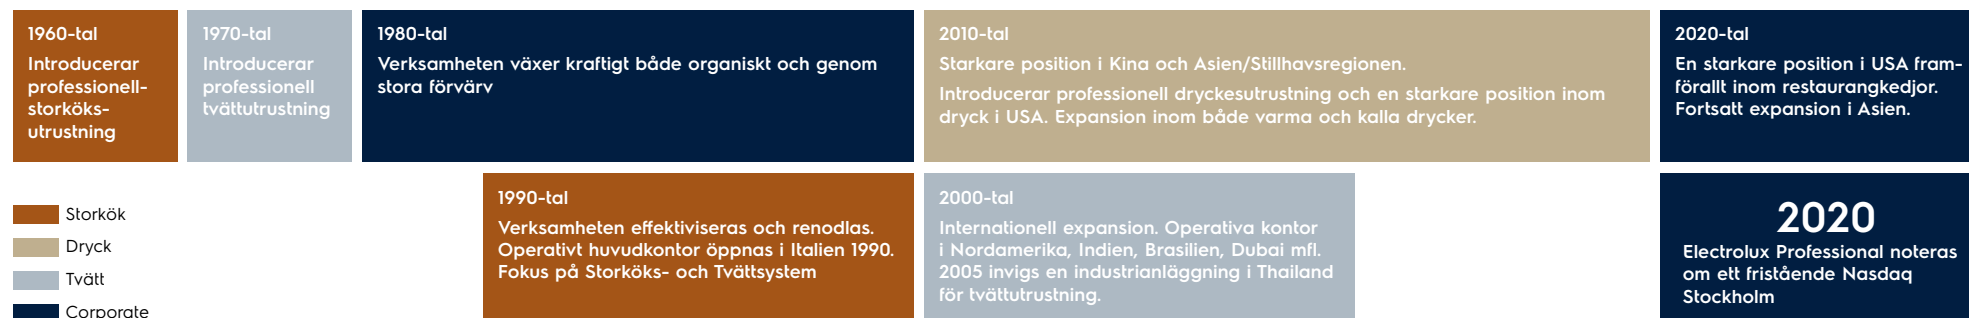 1960-tal
Introducerar
professionell-
storköks-
utrustning
1970-tal
Introducerar
professionell
tvättutrustning
1980-tal
Verksamheten växer kraftigt både organiskt och genom
stora förvärv
2010-tal
Starkare position i Kina och Asien/Stillhavsregionen.
Introducerar professionell dryckesutrustning och en starkare position inom
dryck i USA. Expansion inom både varma och kalla drycker.
2020-tal
En starkare position i USA fram-
förallt inom restaurangkedjor.
Fortsatt expansion i Asien.
Storkök
Dryck
Tvätt
Corporate
1990-tal
Verksamheten effektiviseras och renodlas.
Operativt huvudkontor öppnas i Italien 1990.
Fokus på Storköks- och Tvättsystem
2000-tal
Internationell expansion. Operativa kontor
i Nordamerika, Indien, Brasilien, Dubai mfl.
2005 invigs en industrianläggning i Thailand
för tvättutrustning.
2020
Electrolux Professional noteras
om ett fristående Nasdaq
Stockholm